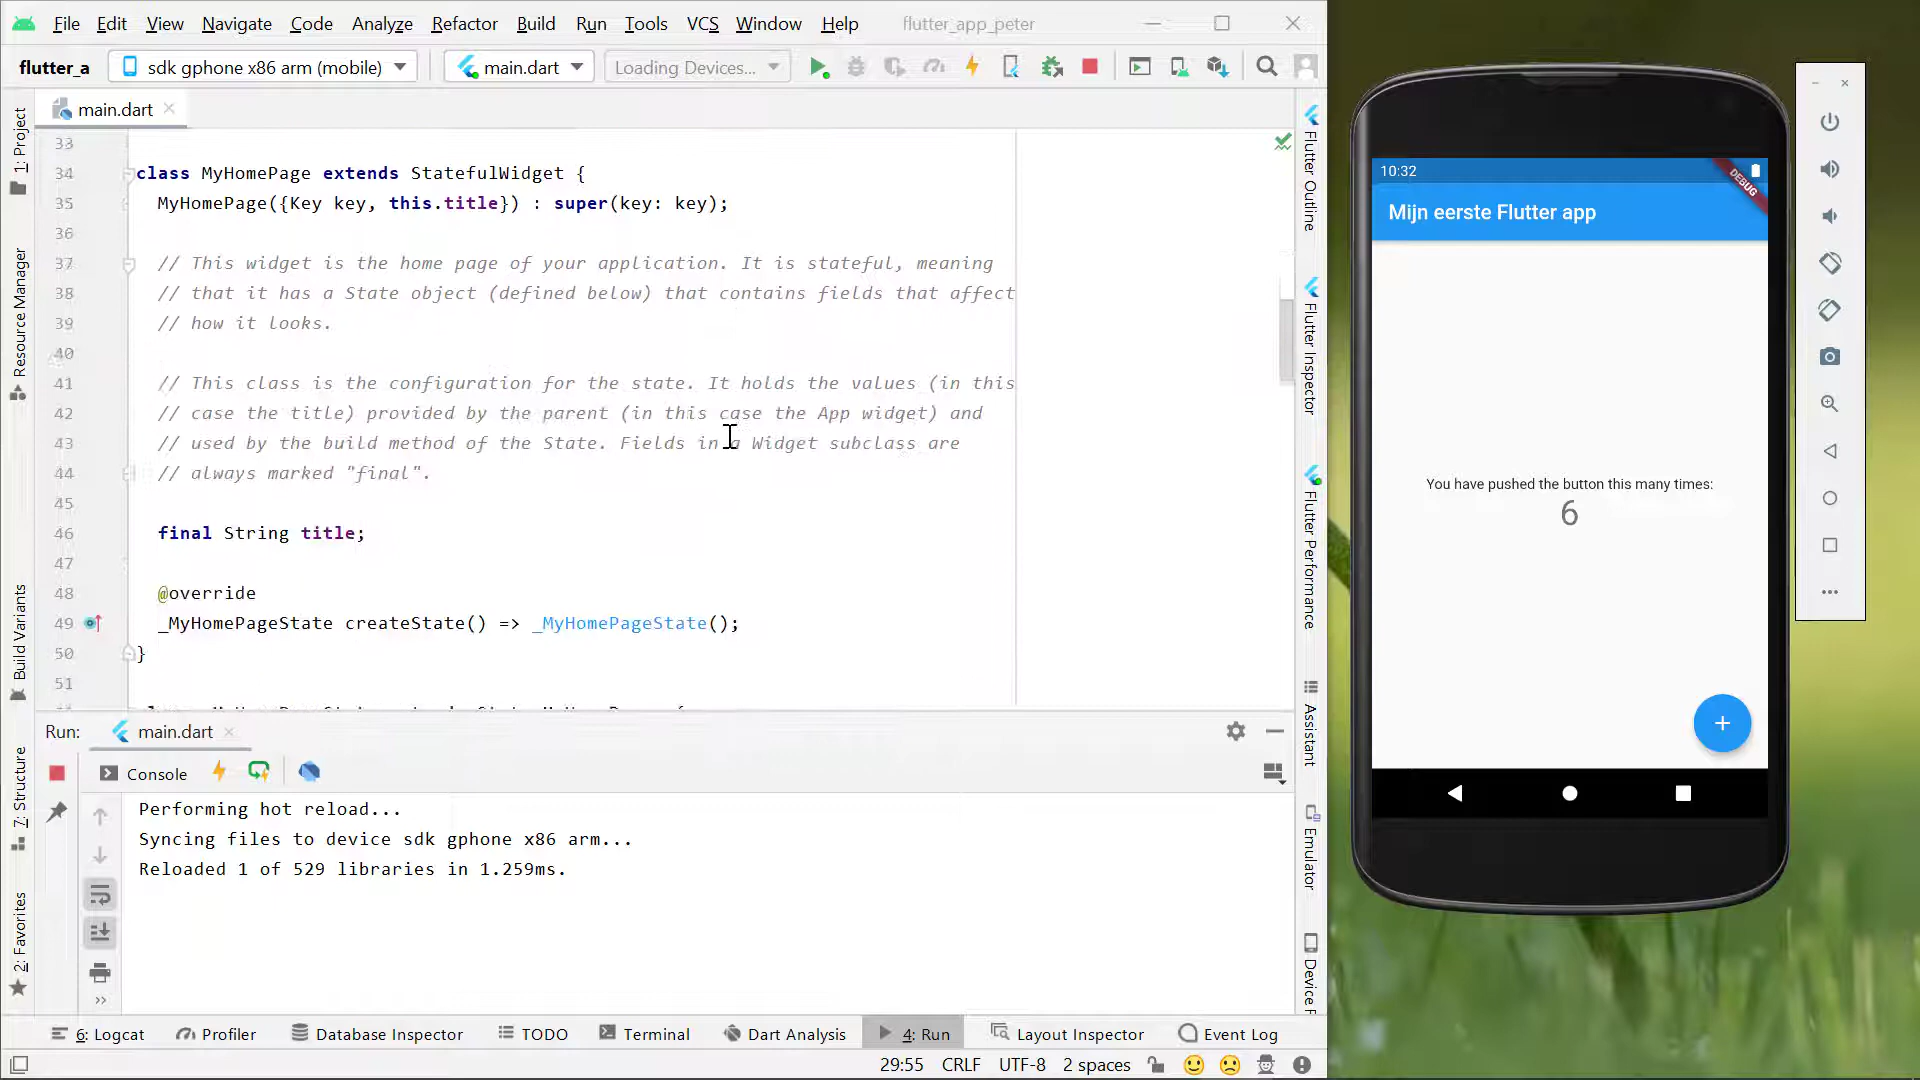 File Edit View Navigate Code Analyze Refactor Build Run Tools VCS Window Help flutter_app_peter
flutter_a sdk gphone x86 arm (mobile) main.dart Loading Devices...
main.dart
33
34 class MyHomePage extends StatefulWidget {
35 MyHomePage({Key key, this.title}) : super(key: key);
36
37 // This widget is the home page of your application. It is stateful, meaning
38 // that it has a State object (defined below) that contains fields that affect
39 // how it looks.
40
41 // This class is the configuration for the state. It holds the values (in this
42 // case the title) provided by the parent (in this case the App widget) and
43 // used by the build method of the State. Fields in a Widget subclass are
44 // always marked "final".
45
46 final String title;
47
48 @override
49 _MyHomePageState createState() => _MyHomePageState();
50 }
51
Run: main.dart
Console
Performing hot reload...
Syncing files to device sdk gphone x86 arm...
Reloaded 1 of 529 libraries in 1.259ms.
6: Logcat Profiler Database Inspector TODO Terminal Dart Analysis 4: Run Layout Inspector Event Log
29:55 CRLF UTF-8 2 spaces
1: Project
Resource Manager
Build Variants
7: Structure
2: Favorites
Flutter Outline
Flutter Inspector
Flutter Performance
Assistant
Emulator
10:32
DEBUG
Mijn eerste Flutter app
You have pushed the button this many times:
6